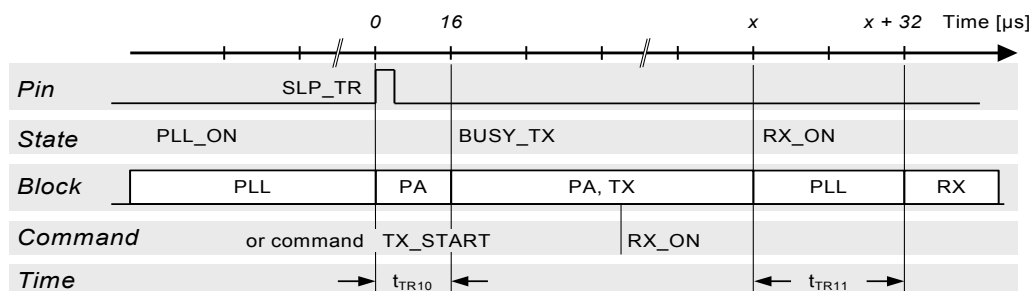 0 16 x x + 32 Time [µs]
Pin SLP_TR
State PLL_ON BUSY_TX RX_ON
Block PLL PA PA, TX PLL RX
Command or command TX_START RX_ON
Time tTR10 tTR11